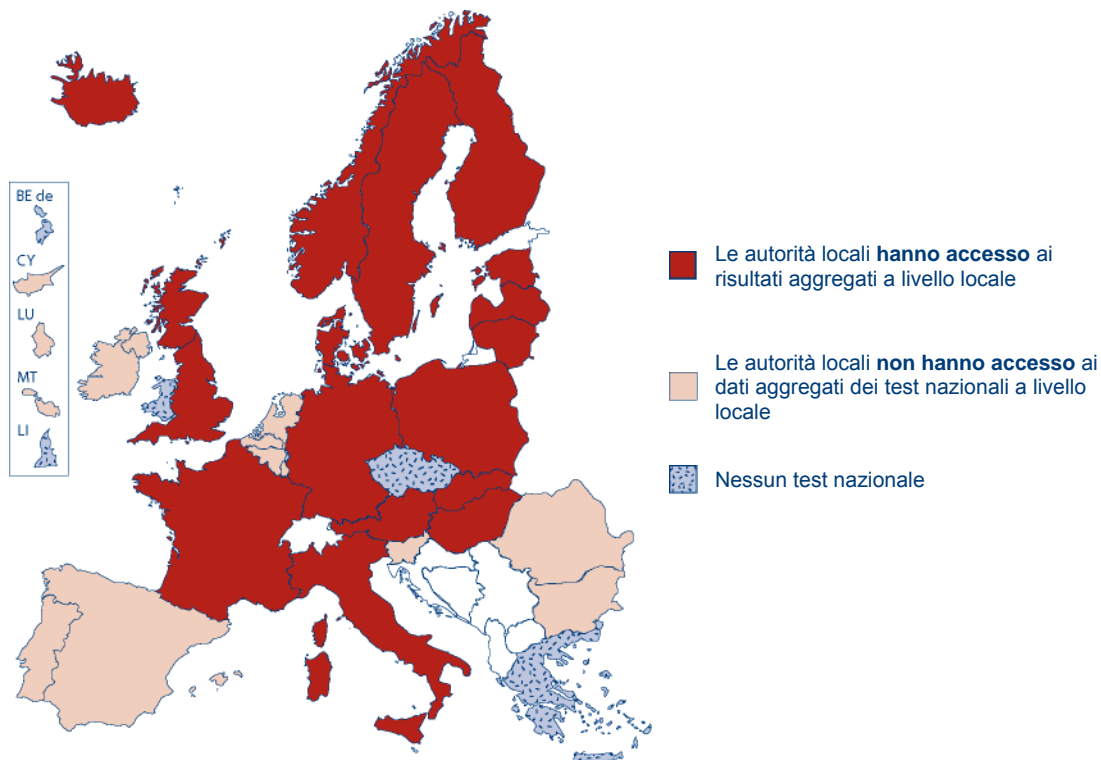 BE de
CY
LU
MT
LI
Le autorità locali hanno accesso ai
risultati aggregati a livello locale
Le autorità locali non hanno accesso ai
dati aggregati dei test nazionali a livello
locale
Nessun test nazionale